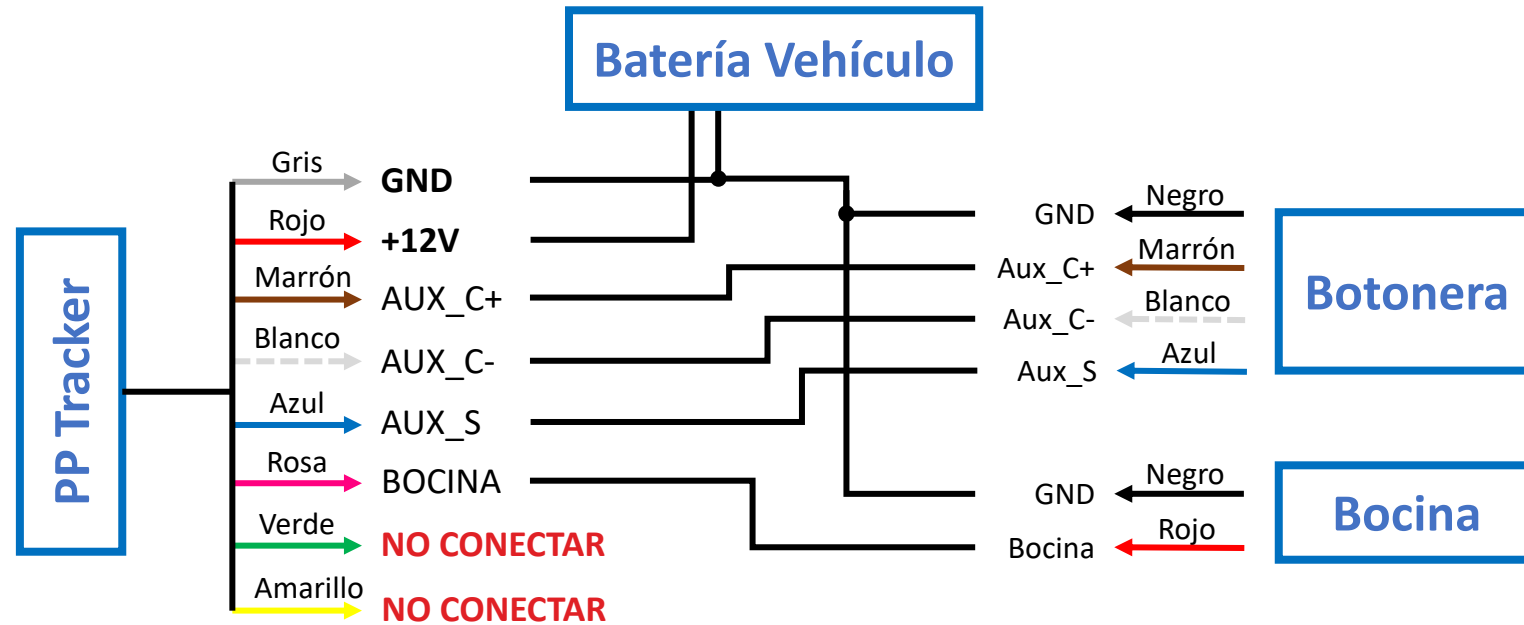 Batería Vehículo
PP Tracker
Gris
GND
Rojo
+12V
Marrón
AUX_C+
Blanco
AUX_C-
Azul
AUX_S
Rosa
BOCINA
Verde
NO CONECTAR
Amarillo
NO CONECTAR
GND
Negro
Aux_C+
Marrón
Aux_C-
Blanco
Aux_S
Azul
Botonera
GND
Negro
Bocina
Rojo
Bocina